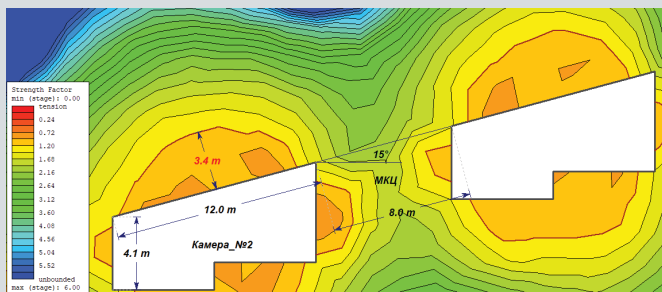 Strength Factor
min (stage): 0.00
tension
0.24
0.72
1.20
1.68
2.16
2.64
3.12
3.60
4.08
4.56
5.04
5.52
unbounded
max (stage): 6.00
3.4 m
15°
МКЦ
12.0 m
8.0 m
Камера_№2
4.1 m